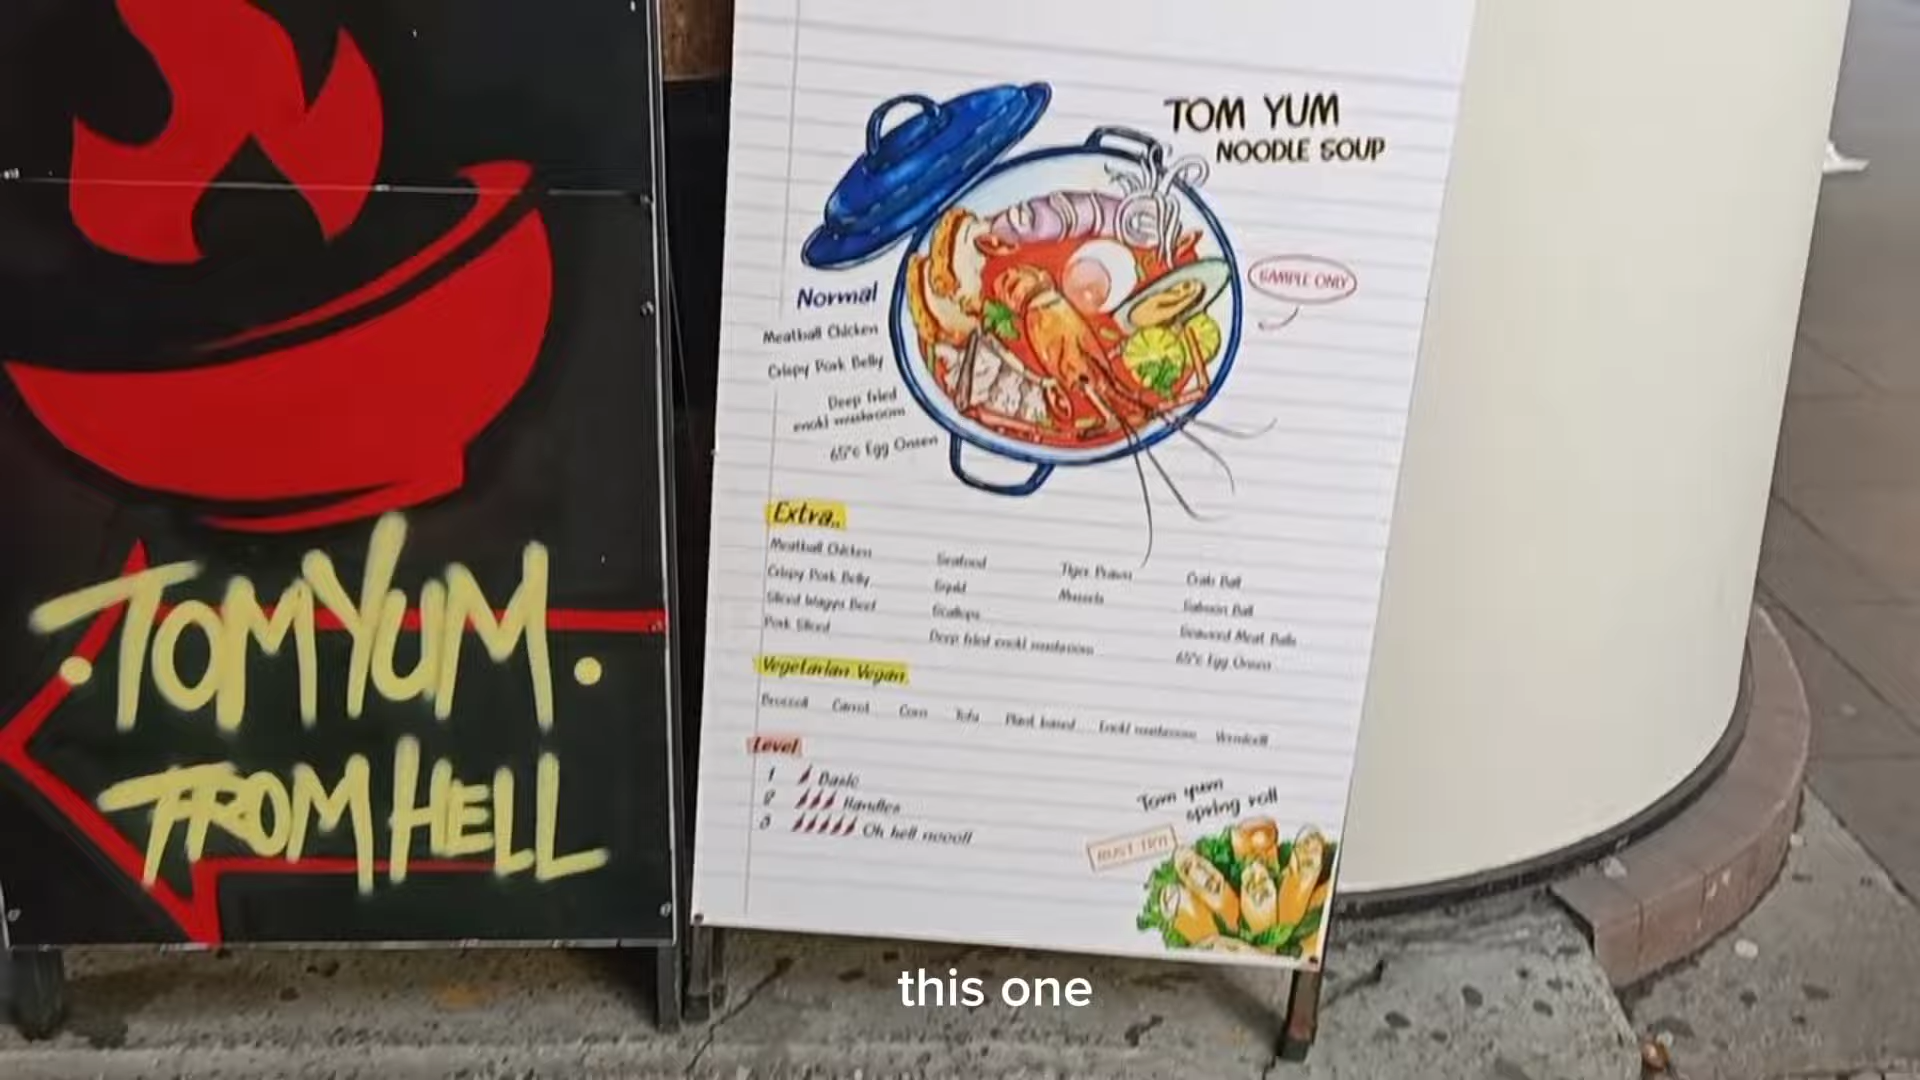 TOM YUM
FROM HELL
TOM YUM
NOODLE SOUP
SAMPLE ONLY
Normal
Meatball Chicken
Crispy Pork Belly
Deep fried
enoki mushroom
65°c Egg Onsen
Extra..
Meatball Chicken
Crispy Pork Belly
Sliced Wagyu Beef
Pork Sliced
Seafood
Squid
Scallops
Deep fried enoki mushroom
Tiger Prawn
Mussels
Crab Ball
Salmon Ball
Seaweed Meat Balls
65°c Egg Onsen
Vegetarian Vegan.
Broccoli Carrot Corn Tofu Plant based Enoki mushroom Vermicelli
Level
1 Basic
2 Handles
3 Oh hell noooo!!
Tom yum
spring roll
MUST TRY!
this one